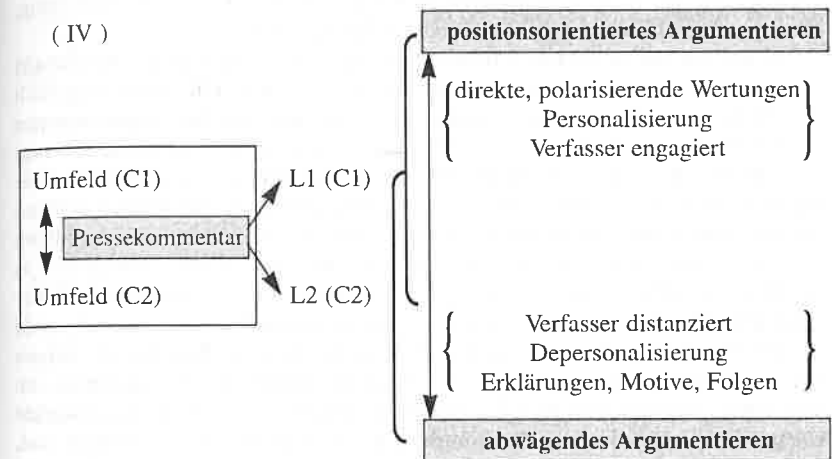 ( IV )
positionsorientiertes Argumentieren
direkte, polarisierende Wertungen
Personalisierung
Verfasser engagiert
Umfeld (C1)
L1 (C1)
Pressekommentar
Umfeld (C2)
L2 (C2)
Verfasser distanziert
Depersonalisierung
Erklärungen, Motive, Folgen
abwägendes Argumentieren